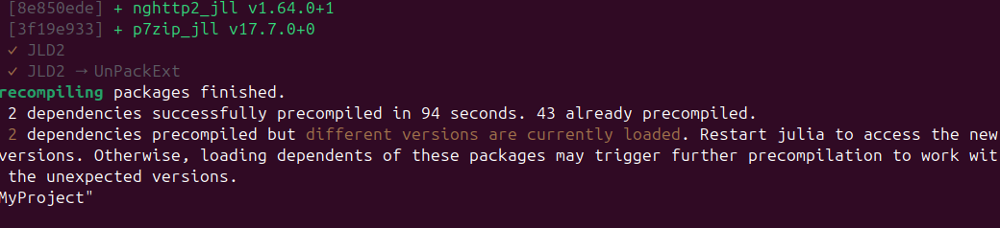 [8e850ede] + nghttp2_jll v1.64.0+1
[3f19e933] + p7zip_jll v17.7.0+0
✓ JLD2
✓ JLD2 → UnPackExt
recompiling packages finished.
2 dependencies successfully precompiled in 94 seconds. 43 already precompiled.
2 dependencies precompiled but different versions are currently loaded. Restart julia to access the new
versions. Otherwise, loading dependents of these packages may trigger further precompilation to work wit
the unexpected versions.
MyProject"